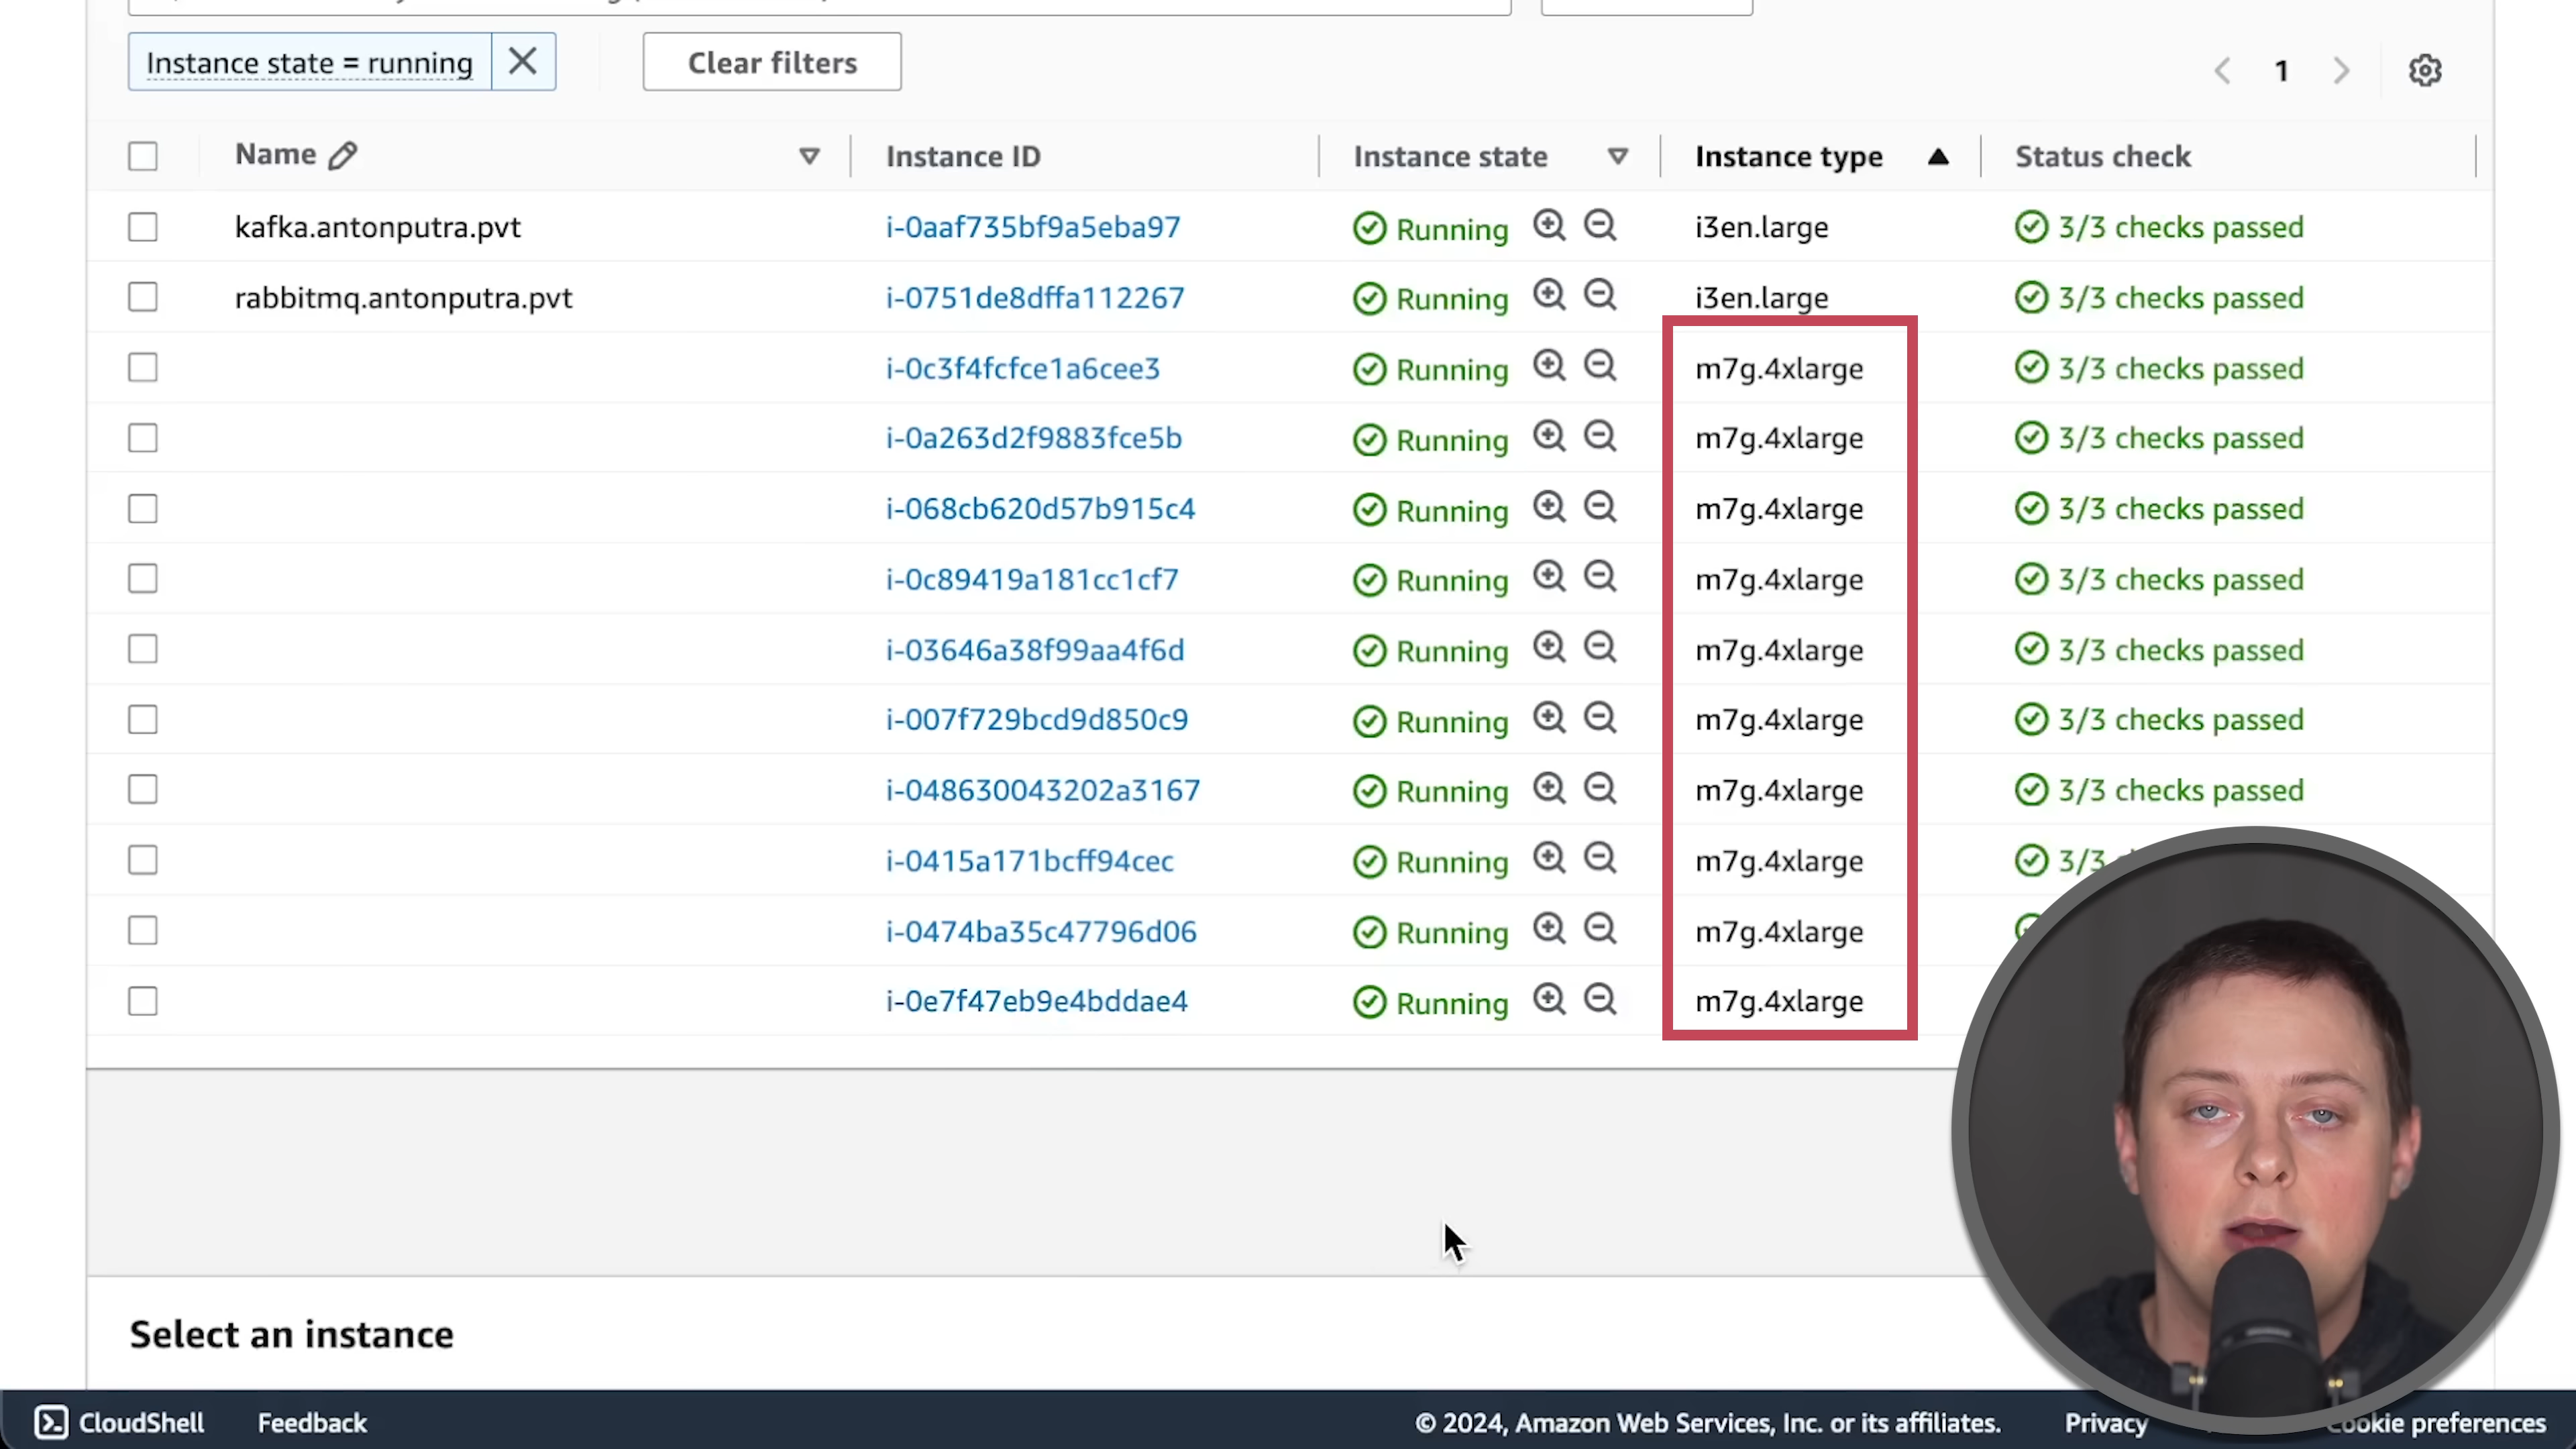 Instance state = running
Clear filters
1
Name Instance ID Instance state Instance type Status check
kafka.antonputra.pvt i-0aaf735bf9a5eba97 Running i3en.large 3/3 checks passed
rabbitmq.antonputra.pvt i-0751de8dffa112267 Running i3en.large 3/3 checks passed
i-0c3f4fcfce1a6cee3 Running m7g.4xlarge 3/3 checks passed
i-0a263d2f9883fce5b Running m7g.4xlarge 3/3 checks passed
i-068cb620d57b915c4 Running m7g.4xlarge 3/3 checks passed
i-0c89419a181cc1cf7 Running m7g.4xlarge 3/3 checks passed
i-03646a38f99aa4f6d Running m7g.4xlarge 3/3 checks passed
i-007f729bcd9d850c9 Running m7g.4xlarge 3/3 checks passed
i-048630043202a3167 Running m7g.4xlarge 3/3 checks passed
i-0415a171bcff94cec Running m7g.4xlarge 3/3
i-0474ba35c47796d06 Running m7g.4xlarge
i-0e7f47eb9e4bddae4 Running m7g.4xlarge
Select an instance
CloudShell Feedback © 2024, Amazon Web Services, Inc. or its affiliates. Privacy Cookie preferences